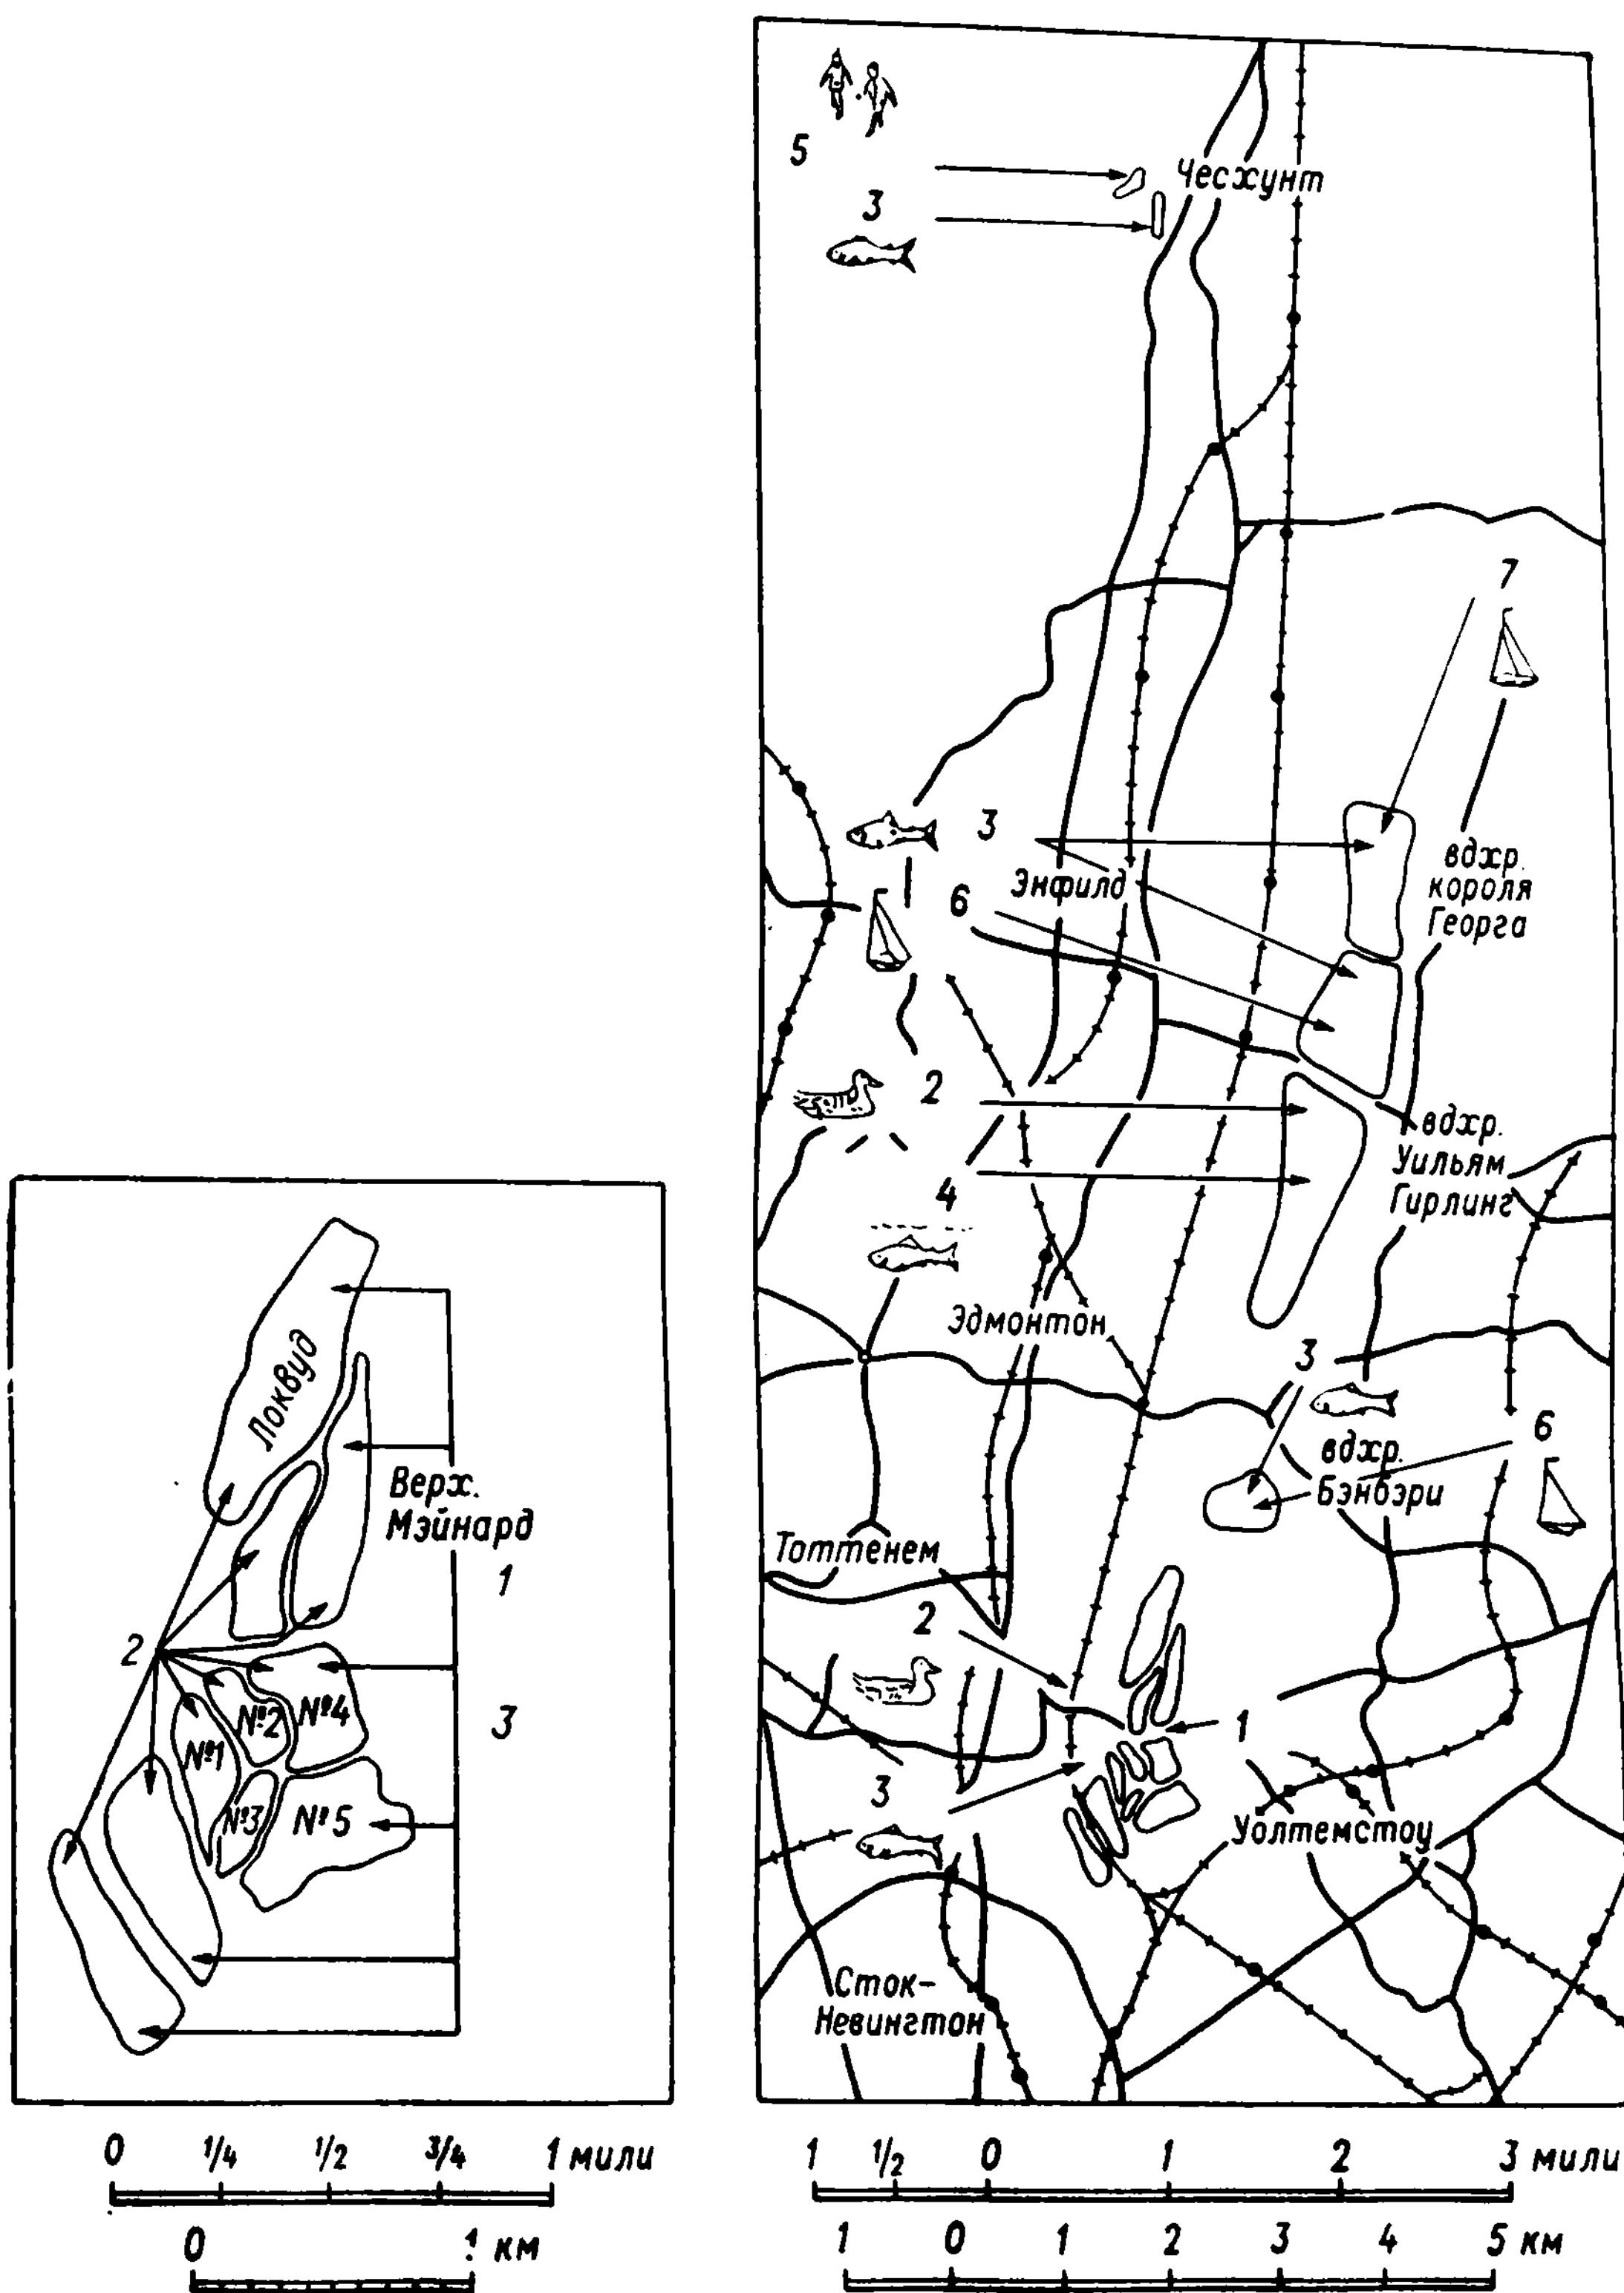 5
3
Чесхунт
7
3
Энфилд
вдхр.
короля
Георга
6
2
вдхр.
Уильям
Гирлинг
4
Эдмонтон
3
вдхр.
Бэнбэри
6
Тоттенем
2
1
3
Уолтемстоу
Сток-
Невингтон
Локвуд
Верх.
Мэйнард
1
2
3
№4
№2
№1
№3
№5
0 1/4 1/2 3/4 1 мили
0 1 км
1 1/2 0 1 2 3 мили
1 0 1 2 3 4 5 км